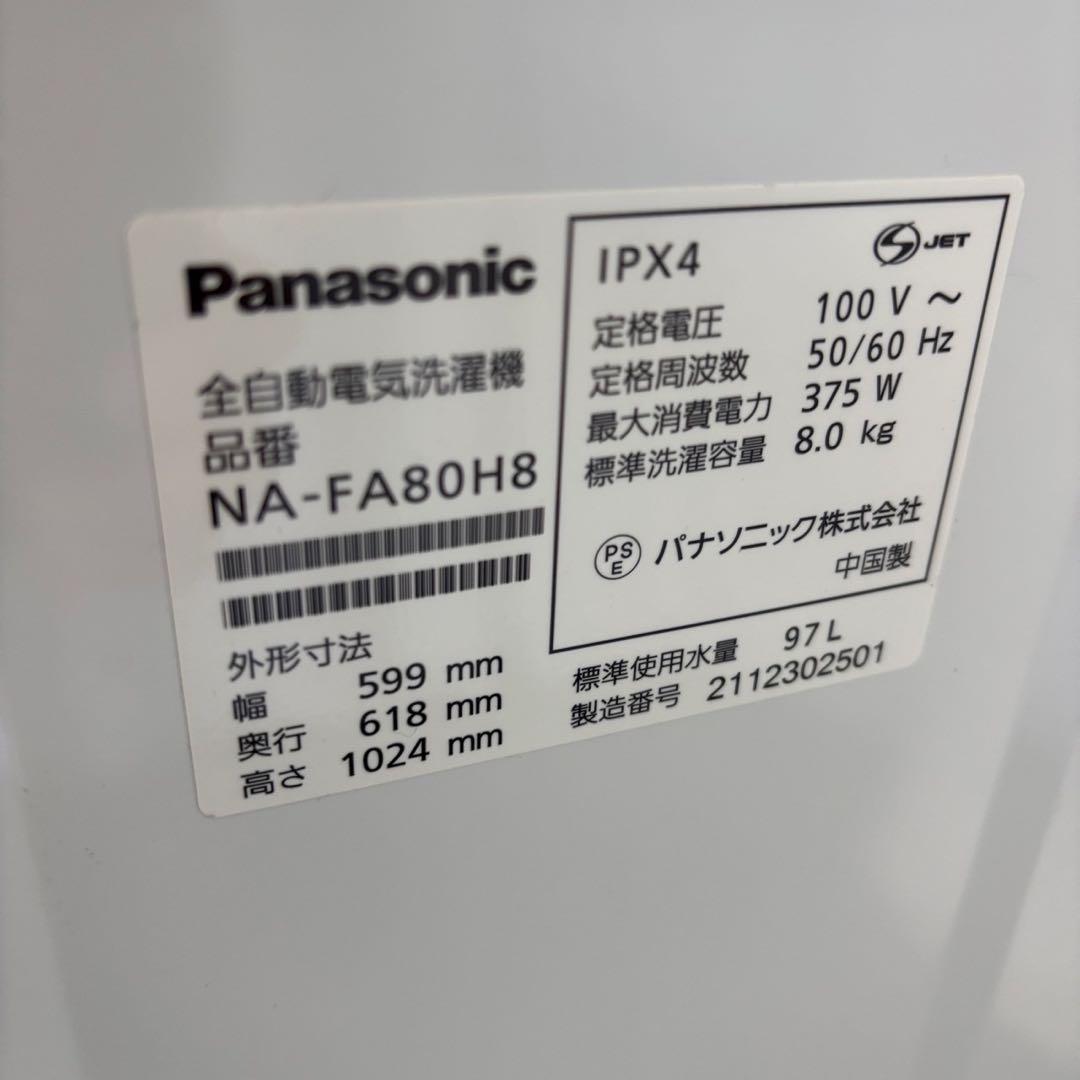 Panasonic
全自動電気洗濯機
品番
NA-FA80H8
外形寸法
幅 599 mm
奥行 618 mm
高さ 1024 mm
IPX4
JET
定格電圧 100 V ～
定格周波数 50/60 Hz
最大消費電力 375 W
標準洗濯容量 8.0 kg
PSE パナソニック株式会社
中国製
標準使用水量 97 L
製造番号 2112302501